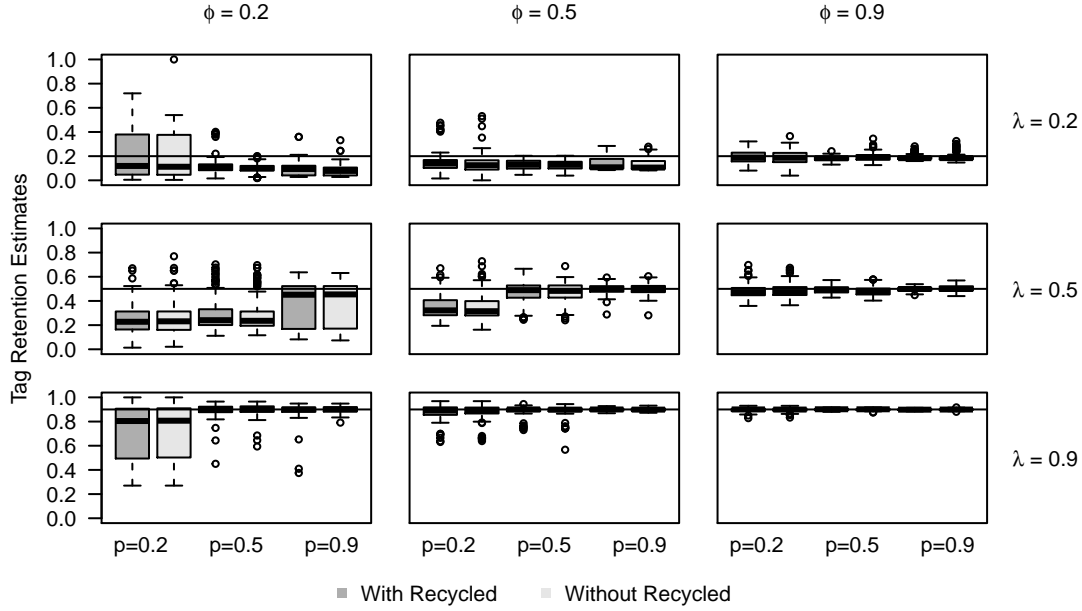 ϕ = 0.2 ϕ = 0.5 ϕ = 0.9
Tag Retention Estimates
1.0
0.8
0.6
0.4
0.2
0.0
λ = 0.2
1.0
0.8
0.6
0.4
0.2
0.0
λ = 0.5
1.0
0.8
0.6
0.4
0.2
0.0
λ = 0.9
p=0.2 p=0.5 p=0.9 p=0.2 p=0.5 p=0.9 p=0.2 p=0.5 p=0.9
With Recycled Without Recycled